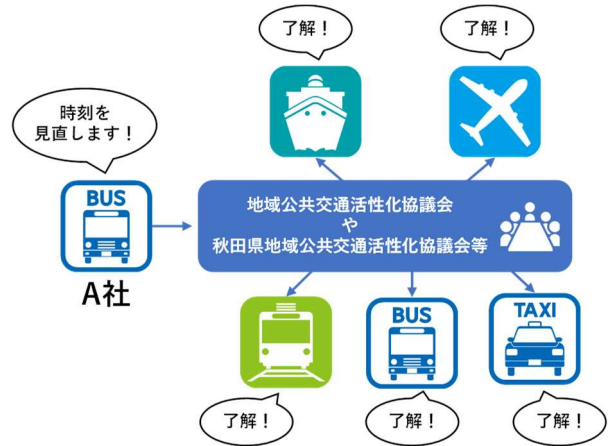 了解！
了解！
時刻を
見直します！
BUS
A社
地域公共交通活性化協議会
や
秋田県地域公共交通活性化協議会等
BUS
TAXI
了解！
了解！
了解！